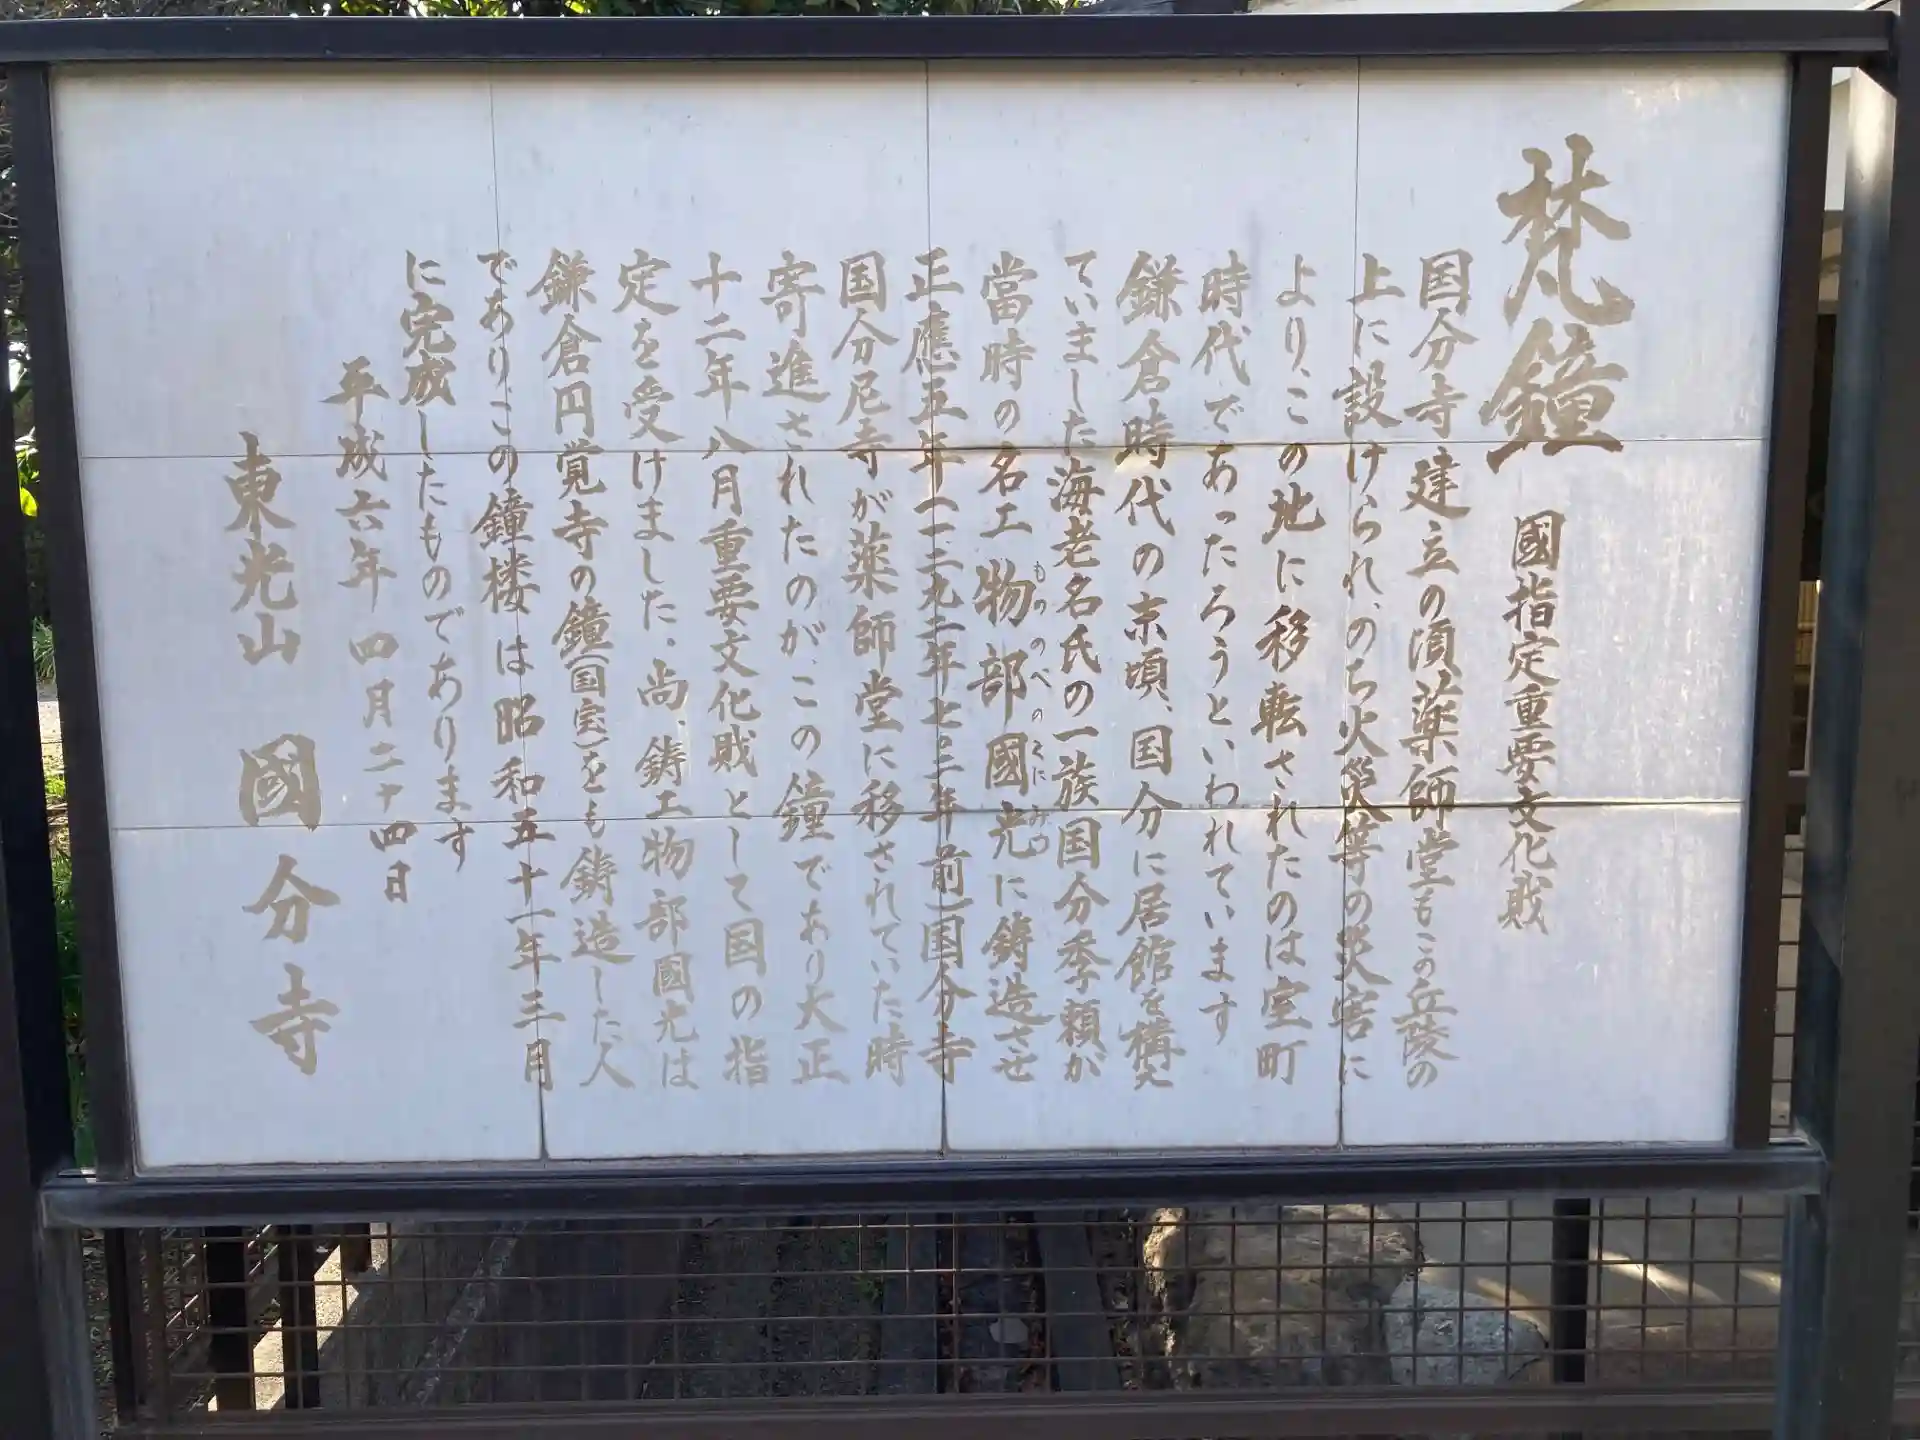 梵鐘 國指定重要文化財
国分寺建立の頃、薬師堂もこの丘陵の
上に設けられ、のち火災等の災害に
より、この地に移転されたのは室町
時代であったろうといわれています
鎌倉時代の末頃、国分に居館を構え
ていました海老名氏の一族国分季頼が
當時の名工物部國光に鋳造させ
もののべのくにみつ
正應五年(一二九二年七〇二年前)国分寺
国分尼寺が薬師堂に移されていた時
寄進されたのが、この鐘であり大正
十二年八月重要文化財として国の指
定を受けました。尚、鋳工物部國光は
鎌倉円覚寺の鐘(国宝)をも鋳造した人
であり、この鐘楼は昭和五十一年三月
に完成したものであります
平成六年四月二十四日
東光山 國分寺